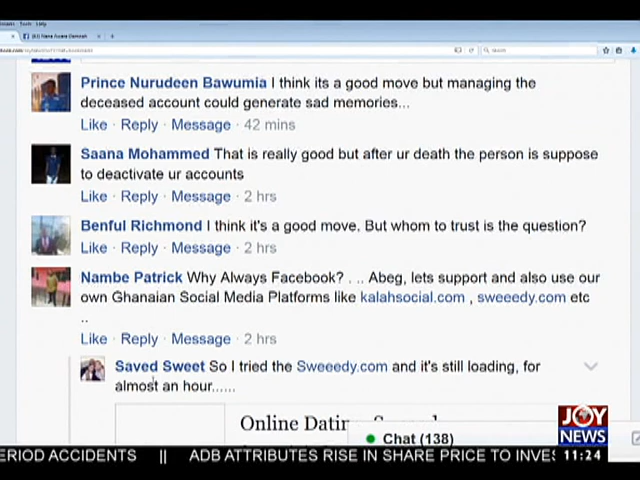 Tools Help
Prince Nurudeen Bawumia I think its a good move but managing the
deceased account could generate sad memories...
Like · Reply · Message · 42 mins
Saana Mohammed That is really good but after ur death the person is suppose
to deactivate ur accounts
Like · Reply · Message · 2 hrs
Benful Richmond I think it's a good move. But whom to trust is the question?
Like · Reply · Message · 2 hrs
Nambe Patrick Why Always Facebook? . .. Abeg, lets support and also use our
own Ghanaian Social Media Platforms like kalahsocial.com , sweeedy.com etc
..
Like · Reply · Message · 2 hrs
Saved Sweet So I tried the Sweeedy.com and it's still loading, for
almost an hour......
Online
Chat (138)
JOY
NEWS
ERIOD ACCIDENTS || ADB ATTRIBUTES RISE IN SHARE PRICE TO INVES
11:24